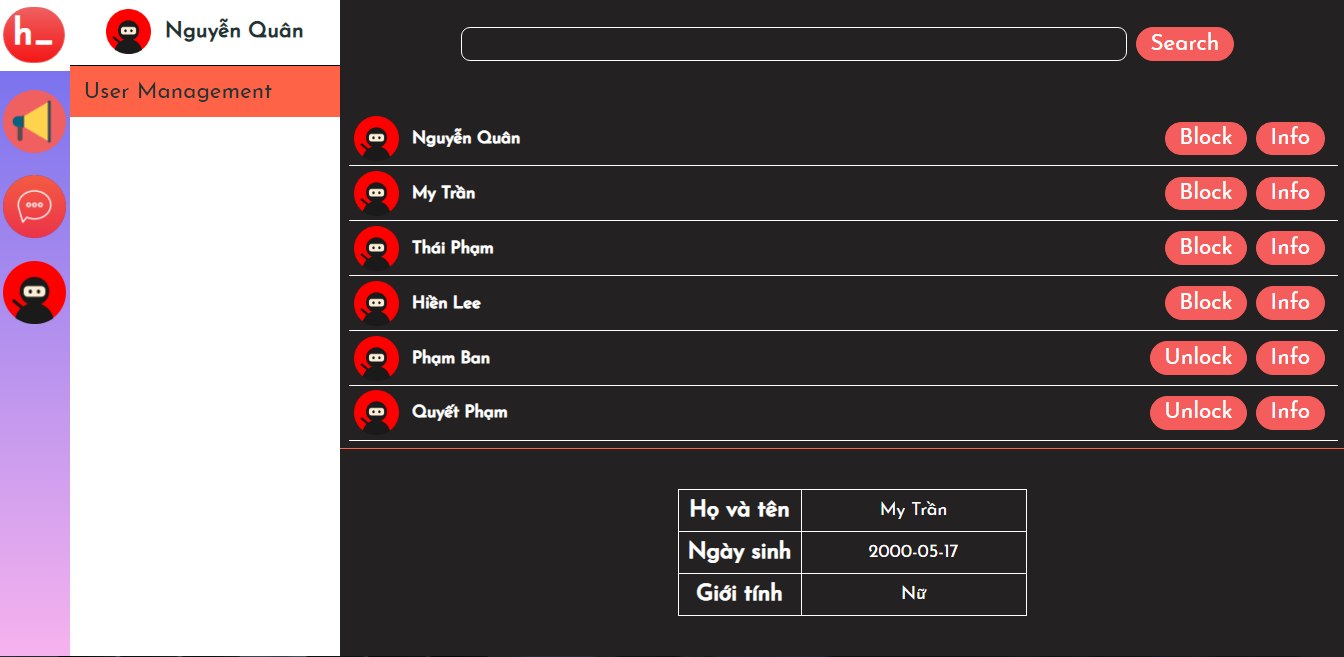 h_
Nguyễn Quân
Search
User Management
Nguyễn Quân Block Info
My Trần Block Info
Thái Phạm Block Info
Hiền Lee Block Info
Phạm Ban Unlock Info
Quyết Phạm Unlock Info
Họ và tên My Trần
Ngày sinh 2000-05-17
Giới tính Nữ